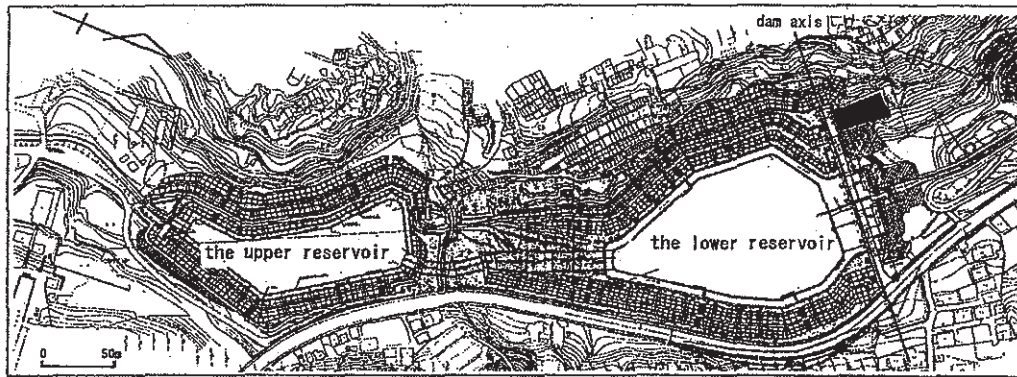 dam axis
the upper reservoir
the lower reservoir
0 50m